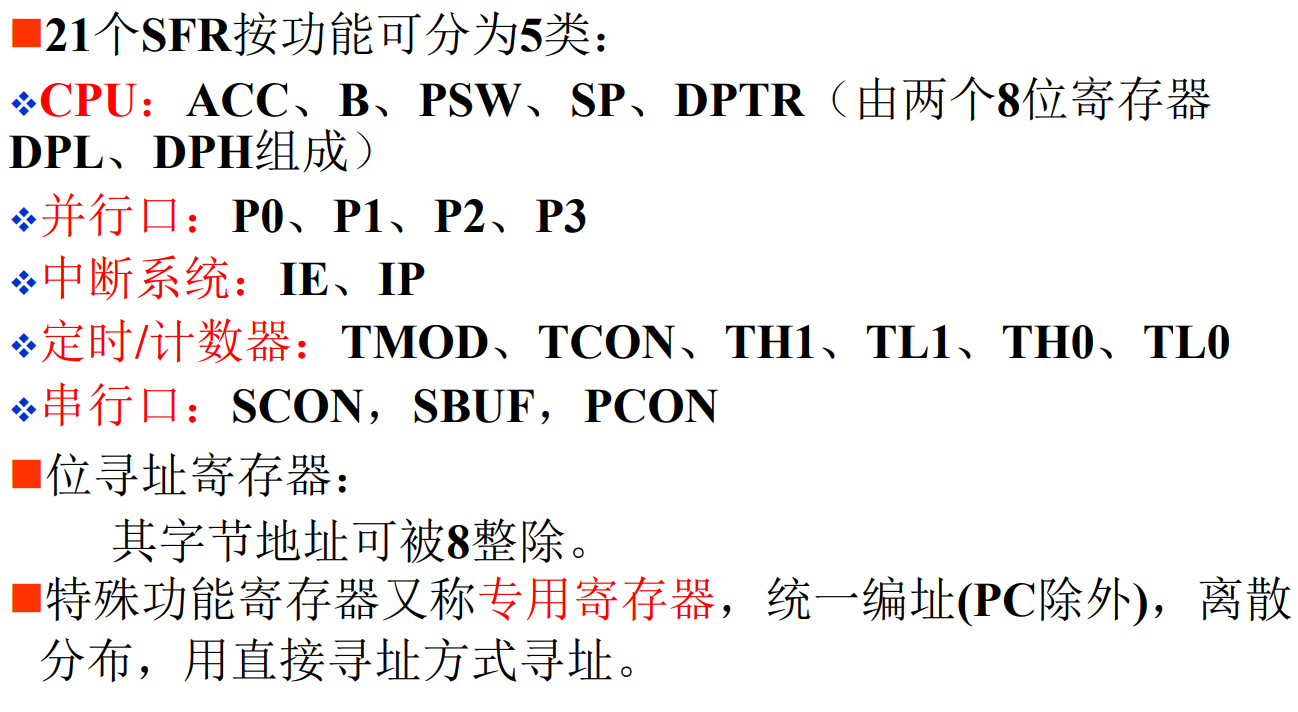 ■21个SFR按功能可分为5类：
❖CPU：ACC、B、PSW、SP、DPTR（由两个8位寄存器
DPL、DPH组成）
❖并行口：P0、P1、P2、P3
❖中断系统：IE、IP
❖定时/计数器：TMOD、TCON、TH1、TL1、TH0、TL0
❖串行口：SCON，SBUF，PCON
■位寻址寄存器：
其字节地址可被8整除。
■特殊功能寄存器又称专用寄存器，统一编址(PC除外)，离散
分布，用直接寻址方式寻址。